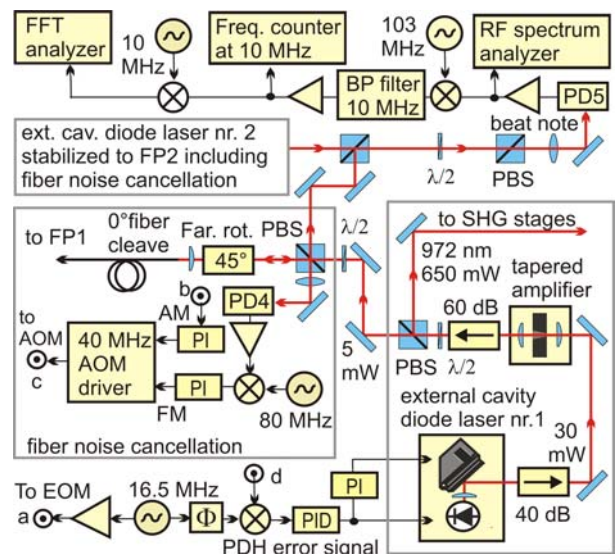 FFT
analyzer
10
MHz
Freq. counter
at 10 MHz
103
MHz
RF spectrum
analyzer
BP filter
10 MHz
PD5
ext. cav. diode laser nr. 2
stabilized to FP2 including
fiber noise cancellation
beat note
λ/2
PBS
to FP1
0°fiber
cleave
Far. rot.
PBS
λ/2
45°
to SHG stages
972 nm
650 mW
tapered
amplifier
60 dB
b
AM
PD4
to
AOM
c
40 MHz
AOM
driver
PI
PI
FM
80 MHz
5
mW
PBS
λ/2
external cavity
diode laser nr.1
fiber noise cancellation
30
mW
40 dB
To EOM
a
16.5 MHz
Φ
d
PI
PID
PDH error signal